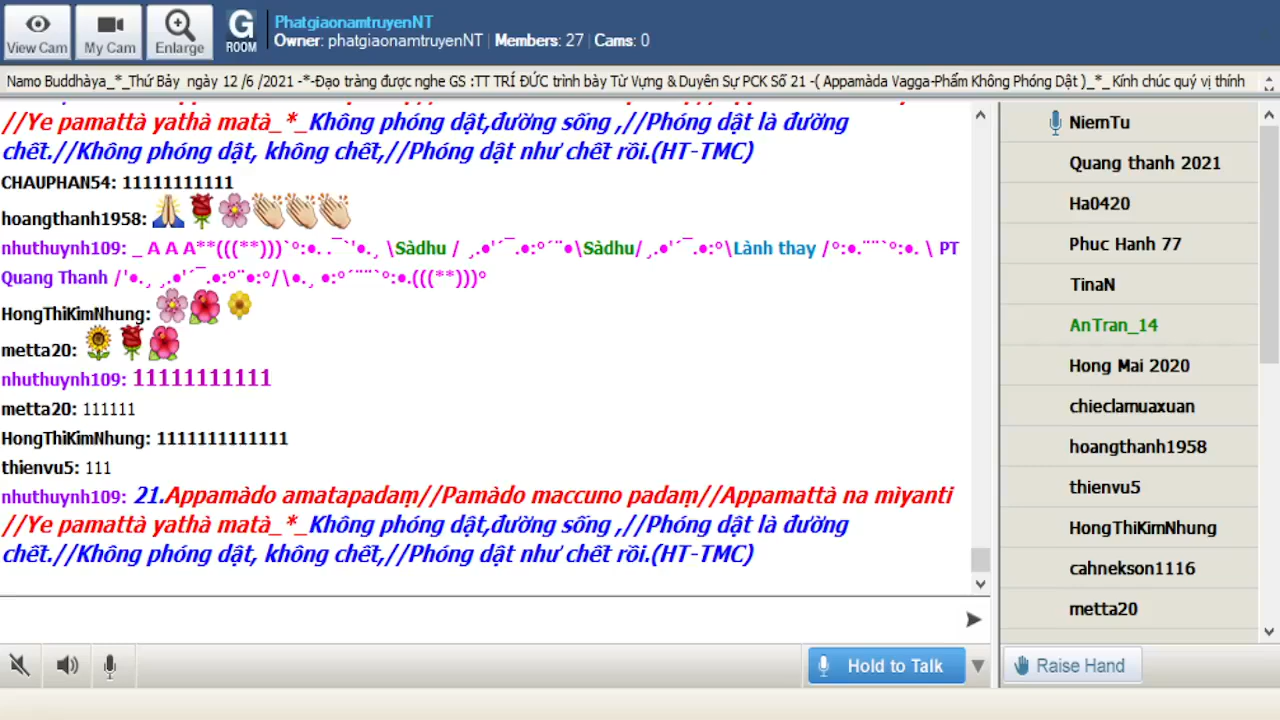 View Cam
My Cam
Enlarge
G
ROOM
PhatgiaonamtruyenNT
Owner: phatgiaonamtruyenNT | Members: 27 | Cams: 0
Namo Buddhàya_*_Thứ Bảy ngày 12 /6 /2021 -*-Đạo tràng được nghe GS :TT TRÍ ĐỨC trình bày Từ Vựng & Duyên Sự PCK Số 21 -( Appamàda Vagga-Phẩm Không Phóng Dật )_*_ Kính chúc quý vị thính
//Ye pamattà yathà matà_*_Không phóng dật,đường sống ,//Phóng dật là đường
chết.//Không phóng dật, không chết,//Phóng dật như chết rồi.(HT-TMC)
CHAUPHAN54: 11111111111
hoangthanh1958: 🙏🌹🌸👏👏👏
nhuthuynh109: _ A A A**(((**)))`°:•. .¯`'•.¸ \Sàdhu / ¸.•'´¯.•:°´¨•\Sàdhu/¸.•'´¯.•:°\Lành thay /°:•.¨¨`°:•. \ PT
Quang Thanh /'•.¸ ¸.•'´¯.•:°¨•:°/\•.¸ •:°´¨¨`°:•.(((**)))°
HongThiKimNhung: 🌸🌺🌼
metta20: 🌻🌹🌺
nhuthuynh109: 11111111111
metta20: 111111
HongThiKimNhung: 1111111111111
thienvu5: 111
nhuthuynh109: 21.Appamàdo amatapadaṃ//Pamàdo maccuno padaṃ//Appamattà na mìyanti
//Ye pamattà yathà matà_*_Không phóng dật,đường sống ,//Phóng dật là đường
chết.//Không phóng dật, không chết,//Phóng dật như chết rồi.(HT-TMC)
Hold to Talk
NiemTu
Quang thanh 2021
Ha0420
Phuc Hanh 77
TinaN
AnTran_14
Hong Mai 2020
chieclamuaxuan
hoangthanh1958
thienvu5
HongThiKimNhung
cahnekson1116
metta20
Raise Hand